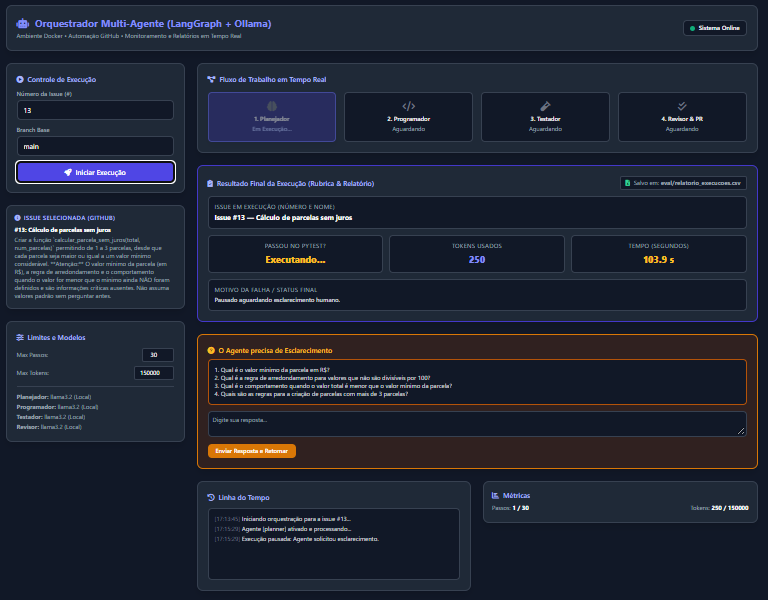 Orquestrador Multi-Agente (LangGraph + Ollama)
Ambiente Docker • Automação GitHub • Monitoramento e Relatórios em Tempo Real
Sistema Online
Controle de Execução
Número da Issue (#)
13
Branch Base
main
Iniciar Execução
ISSUE SELECIONADA (GITHUB)
#13: Cálculo de parcelas sem juros
Criar a função `calcular_parcela_sem_juros(total,
num_parcelas)` permitindo de 1 a 3 parcelas, desde que
cada parcela seja maior ou igual a um valor mínimo
considerável. **Atenção:** O valor mínimo da parcela (em
R$), a regra de arredondamento e o comportamento
quando o valor for menor que o mínimo ainda NÃO foram
definidos e são informações críticas ausentes. Não assuma
valores padrão sem perguntar antes.
Limites e Modelos
Max Passos:
30
Max Tokens:
150000
Planejador: llama3.2 (Local)
Programador: llama3.2 (Local)
Testador: llama3.2 (Local)
Revisor: llama3.2 (Local)
Fluxo de Trabalho em Tempo Real
1. Planejador
Em Execução...
2. Programador
Aguardando
3. Testador
Aguardando
4. Revisor & PR
Aguardando
Resultado Final da Execução (Rubrica & Relatório)
Salvo em: eval/relatorio_execucoes.csv
ISSUE EM EXECUÇÃO (NÚMERO E NOME)
Issue #13 — Cálculo de parcelas sem juros
PASSOU NO PYTEST?
Executando...
TOKENS USADOS
250
TEMPO (SEGUNDOS)
103.9 s
MOTIVO DA FALHA / STATUS FINAL
Pausado aguardando esclarecimento humano.
O Agente precisa de Esclarecimento
1. Qual é o valor mínimo da parcela em R$?
2. Qual é a regra de arredondamento para valores que não são divisíveis por 100?
3. Qual é o comportamento quando o valor total é menor que o valor mínimo da parcela?
4. Quais são as regras para a criação de parcelas com mais de 3 parcelas?
Digite sua resposta...
Enviar Resposta e Retomar
Linha do Tempo
[17:13:45] Iniciando orquestração para a issue #13...
[17:15:29] Agente [planner] ativado e processando...
[17:15:29] Execução pausada: Agente solicitou esclarecimento.
Métricas
Passos: 1 / 30
Tokens: 250 / 150000